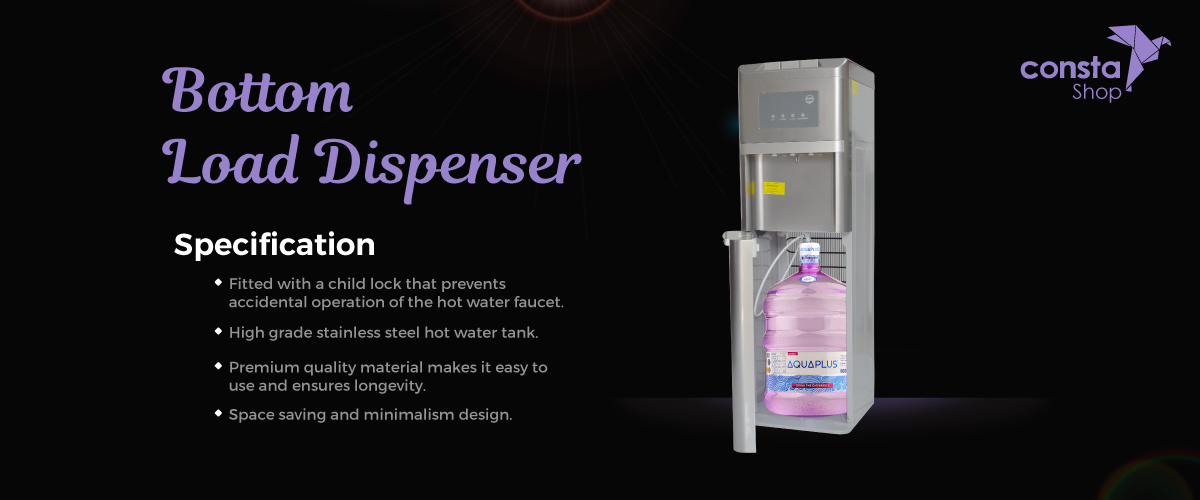 Bottom
Load Dispenser
consta
Shop
Specification
Fitted with a child lock that prevents
accidental operation of the hot water faucet.
High grade stainless steel hot water tank.
Premium quality material makes it easy to
use and ensures longevity.
Space saving and minimalism design.
AQUAPLUS
AQUAPLUS